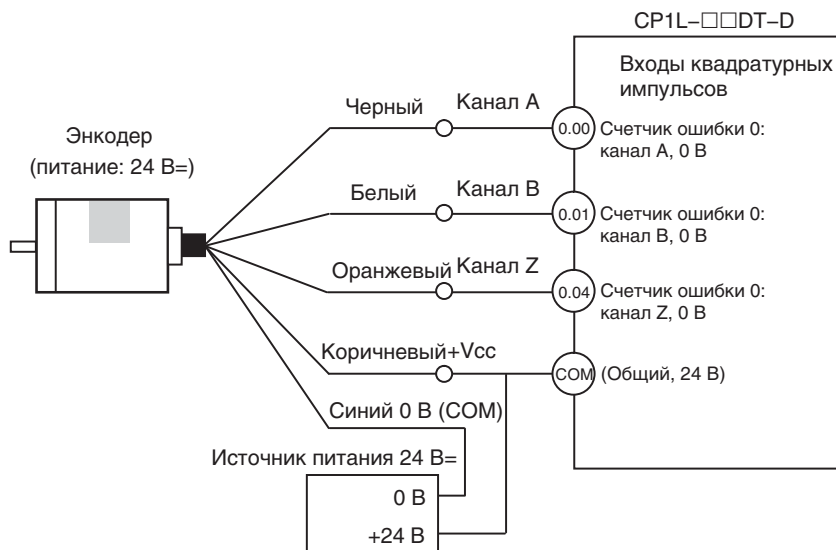 CP1L–□□DT–D
Входы квадратурных
импульсов
Энкодер
(питание: 24 В=)
Черный Канал A
0.00 Счетчик ошибки 0:
канал A, 0 В
Белый Канал B
0.01 Счетчик ошибки 0:
канал B, 0 В
Оранжевый Канал Z
0.04 Счетчик ошибки 0:
канал Z, 0 В
Коричневый+Vcc
COM (Общий, 24 В)
Синий 0 В (COM)
Источник питания 24 В=
0 В
+24 В